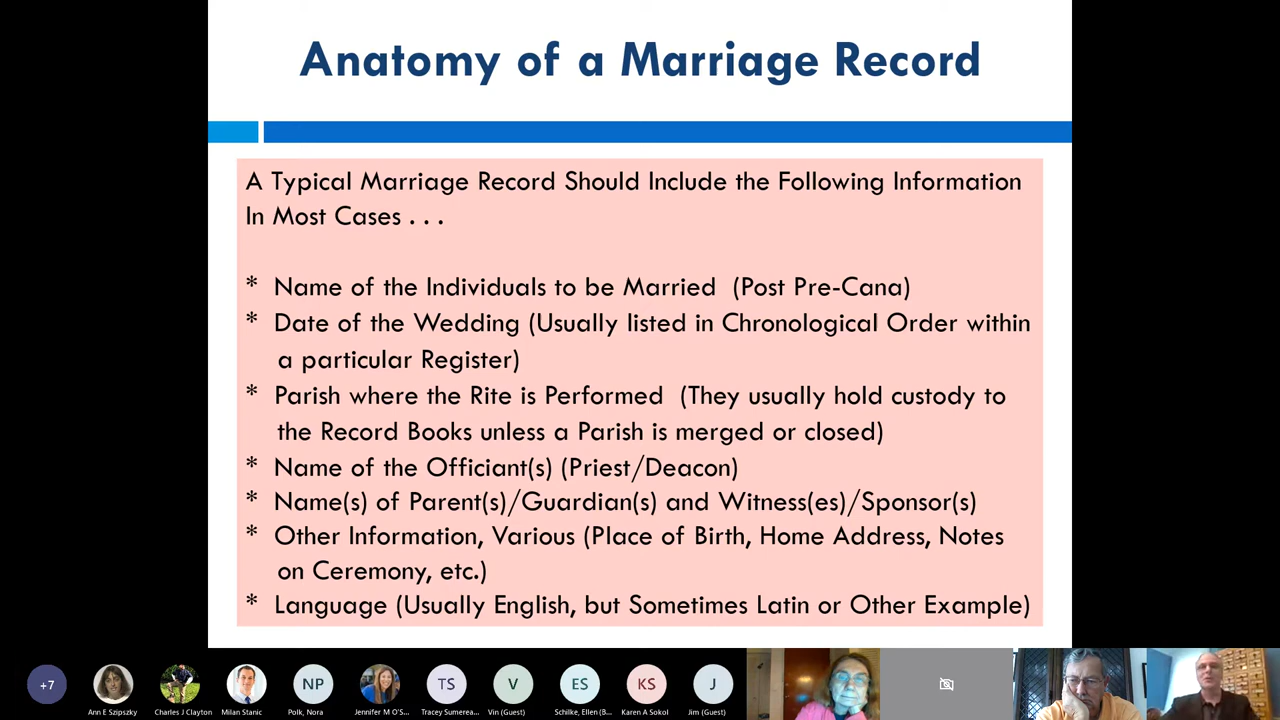 Anatomy of a Marriage Record
A Typical Marriage Record Should Include the Following Information
In Most Cases . . .
* Name of the Individuals to be Married (Post Pre-Cana)
* Date of the Wedding (Usually listed in Chronological Order within
a particular Register)
* Parish where the Rite is Performed (They usually hold custody to
the Record Books unless a Parish is merged or closed)
* Name of the Officiant(s) (Priest/Deacon)
* Name(s) of Parent(s)/Guardian(s) and Witness(es)/Sponsor(s)
* Other Information, Various (Place of Birth, Home Address, Notes
on Ceremony, etc.)
* Language (Usually English, but Sometimes Latin or Other Example)
+7 NP TS V ES KS J
Ann E Szipszky Charles J Clayton Milan Stanic Polk, Nora Jennifer M O'S... Tracey Sumerea... Vin (Guest) Schilke, Ellen (B... Karen A Sokol Jim (Guest)